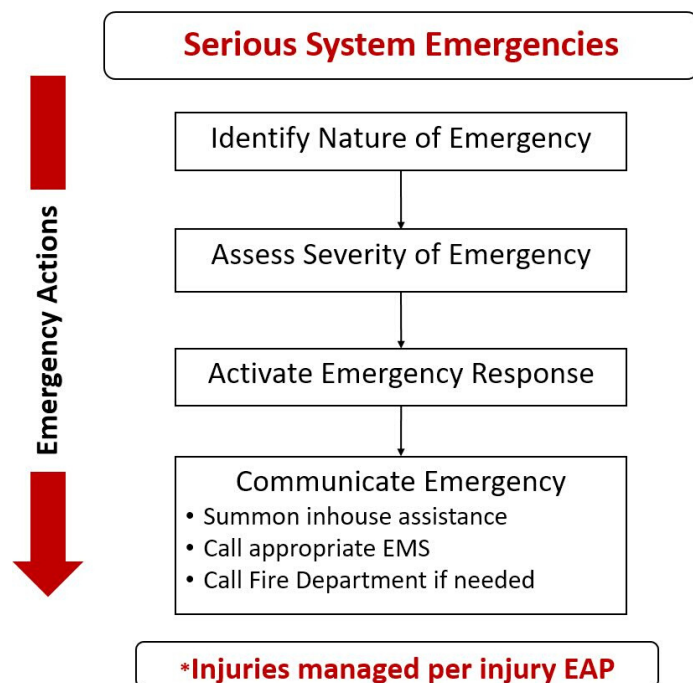 Serious System Emergencies
Identify Nature of Emergency
Assess Severity of Emergency
Activate Emergency Response
Communicate Emergency
• Summon inhouse assistance
• Call appropriate EMS
• Call Fire Department if needed
Emergency Actions
*Injuries managed per injury EAP